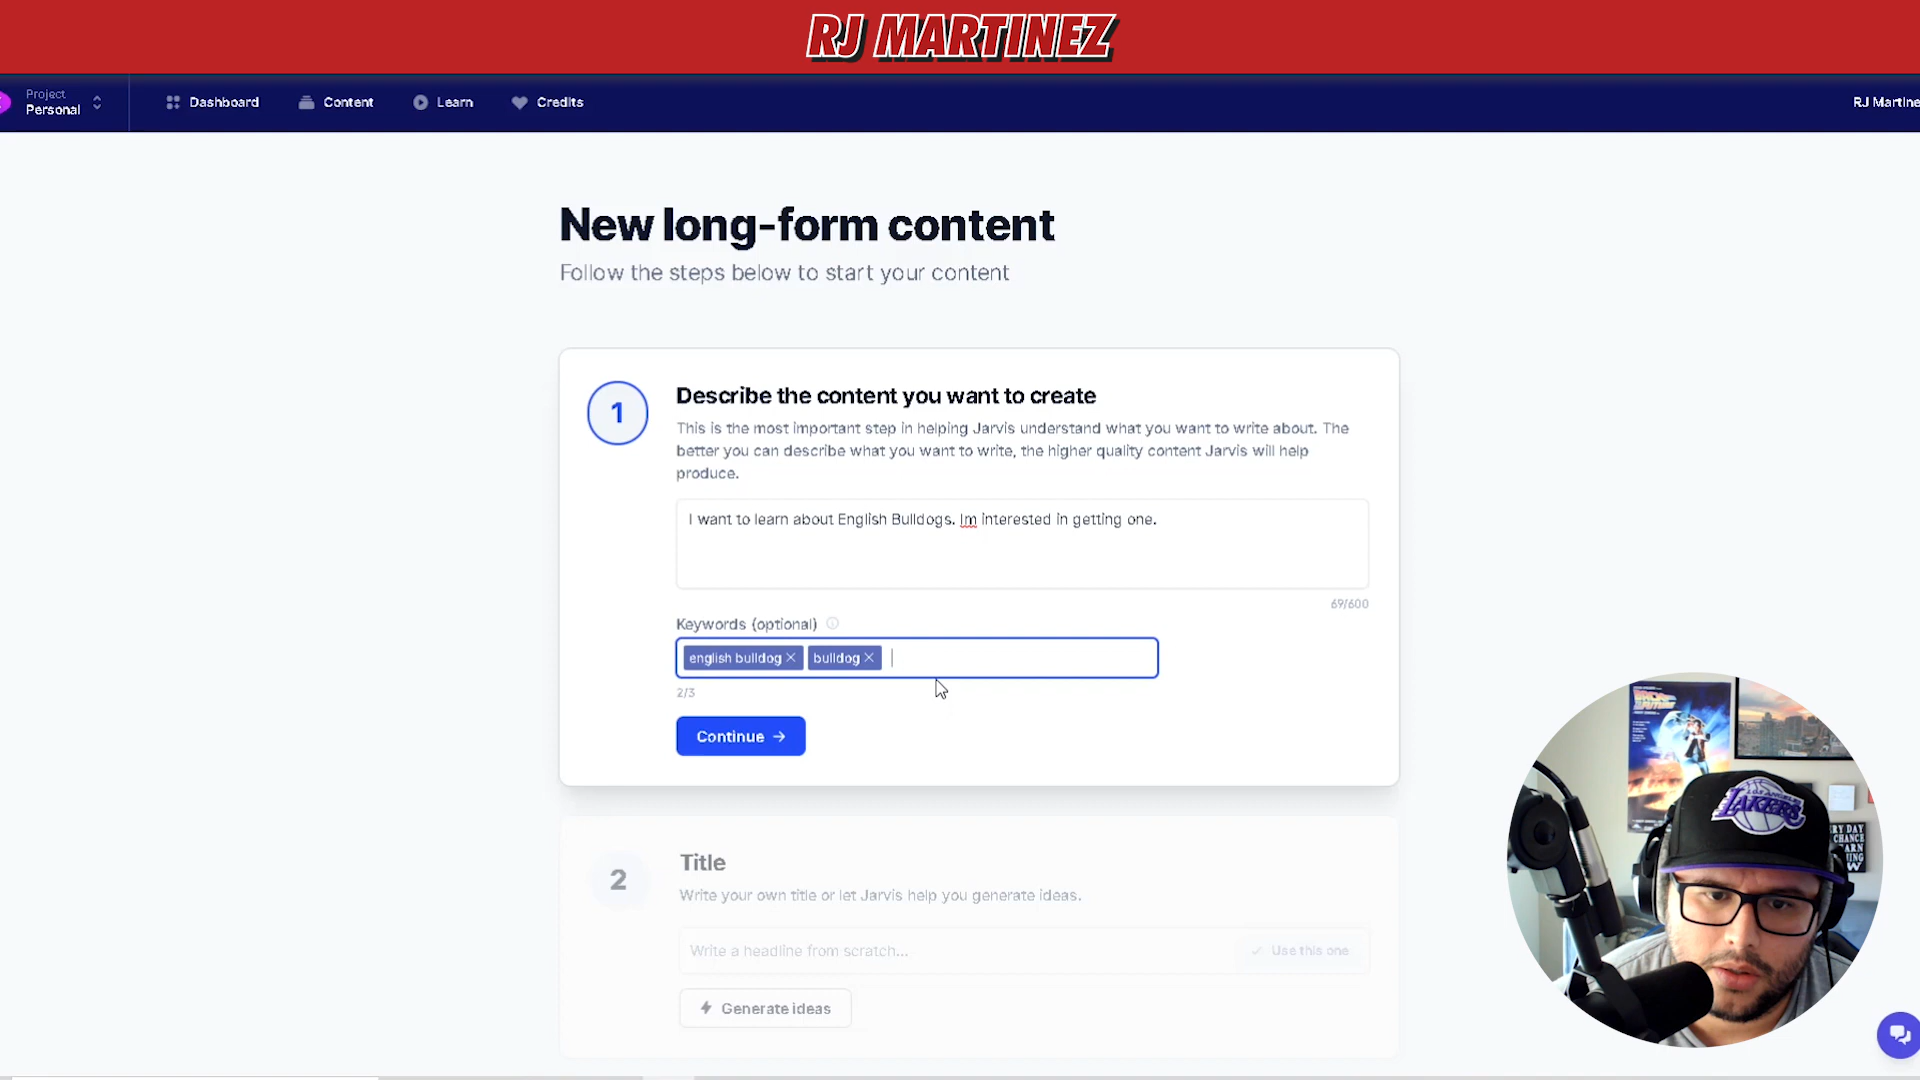 RJ MARTINEZ
Project
Personal
Dashboard
Content
Learn
Credits
RJ Martine
New long-form content
Follow the steps below to start your content
1
Describe the content you want to create
This is the most important step in helping Jarvis understand what you want to write about. The
better you can describe what you want to write, the higher quality content Jarvis will help
produce.
I want to learn about English Bulldogs. Im interested in getting one.
69/600
Keywords (optional)
english bulldog
bulldog
2/3
Continue
2
Title
Write your own title or let Jarvis help you generate ideas.
Write a headline from scratch...
Use this one
Generate ideas
LOS ANGELES
LAKERS